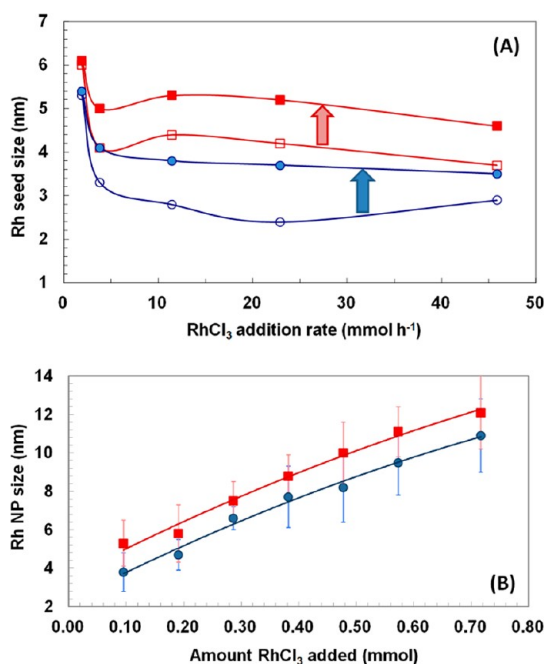 (A)
Rh seed size (nm)
7
6
5
4
3
2
1
0 10 20 30 40 50
RhCl₃ addition rate (mmol h⁻¹)
(B)
Rh NP size (nm)
14
12
10
8
6
4
2
0.00 0.10 0.20 0.30 0.40 0.50 0.60 0.70 0.80
Amount RhCl₃ added (mmol)